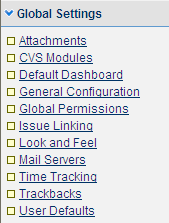 Global Settings
Attachments
CVS Modules
Default Dashboard
General Configuration
Global Permissions
Issue Linking
Look and Feel
Mail Servers
Time Tracking
Trackbacks
User Defaults